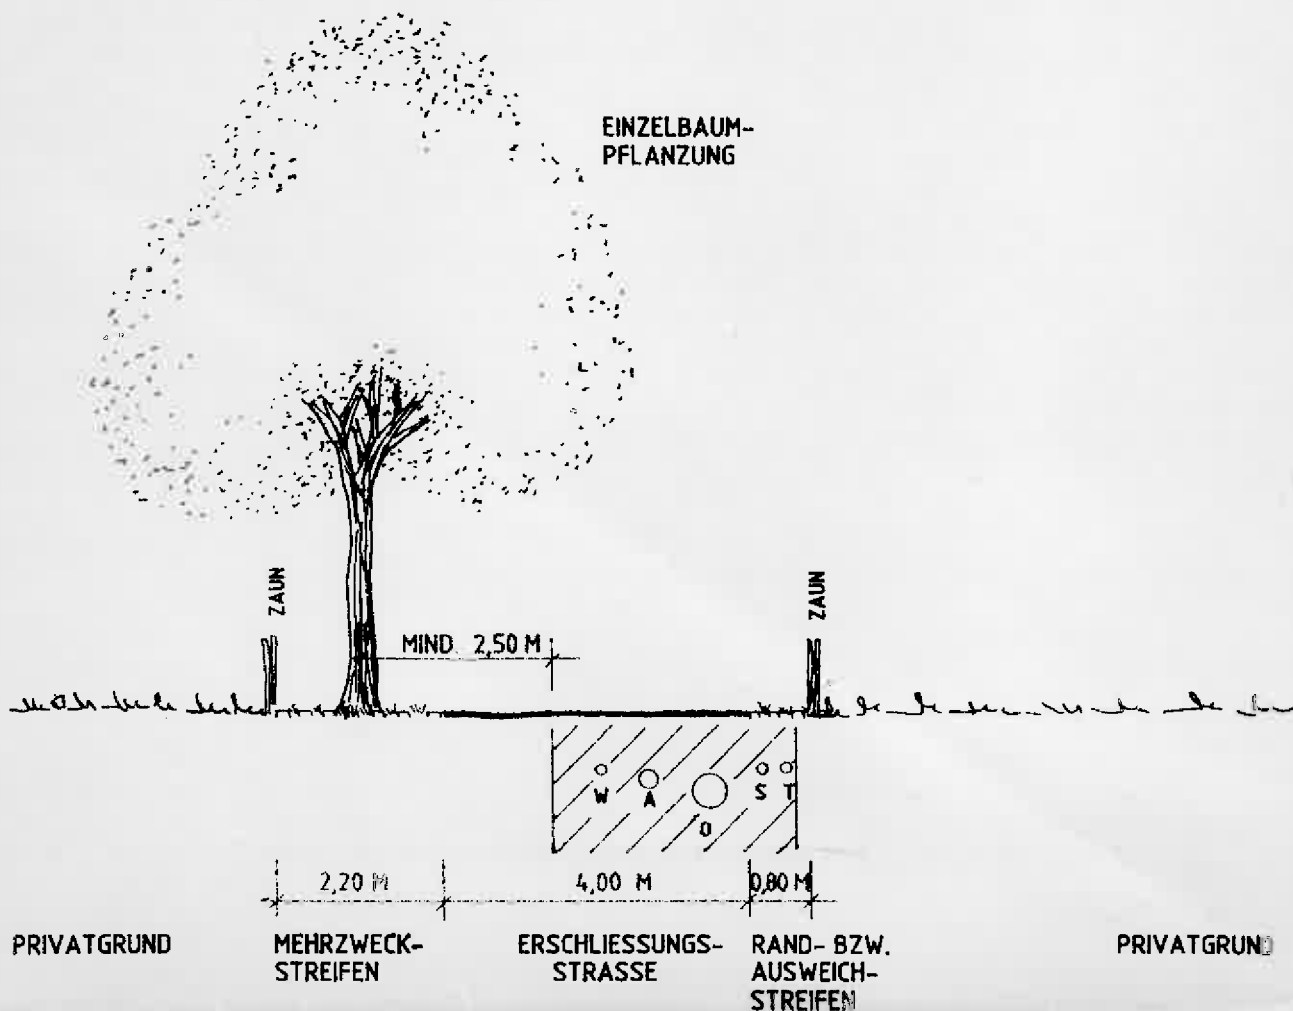 EINZELBAUM-
PFLANZUNG
ZAUN
ZAUN
MIND. 2,50 M
W A O S T
2,20 M 4,00 M 0,80 M
PRIVATGRUND
MEHRZWECK-
STREIFEN
ERSCHLIESSUNGS-
STRASSE
RAND- BZW.
AUSWEICH-
STREIFEN
PRIVATGRUND